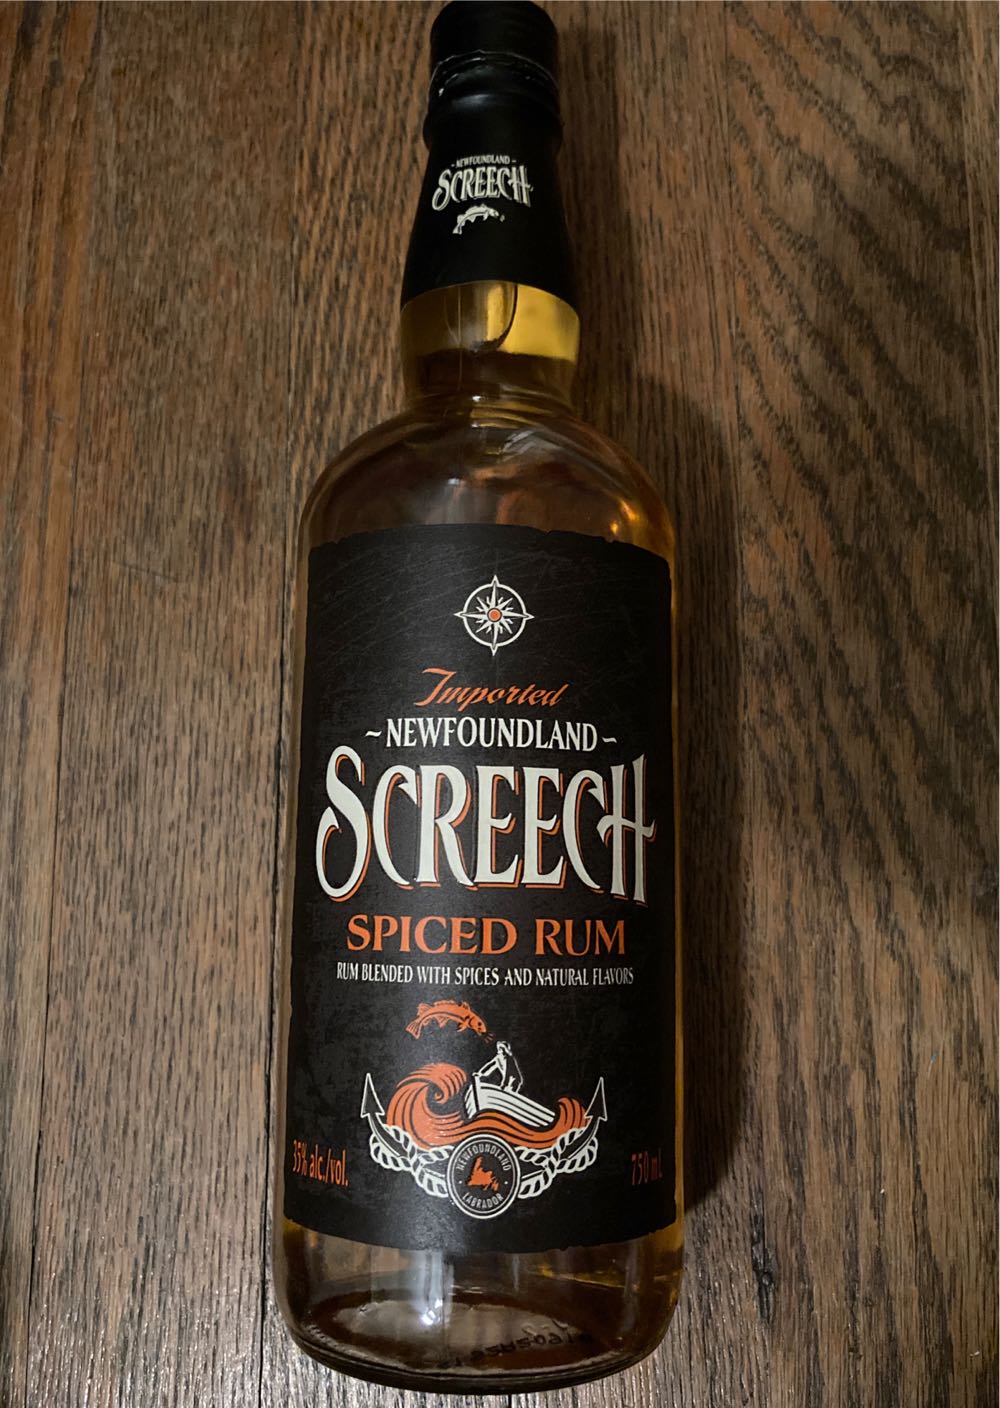 - NEWFOUNDLAND -
SCREECH
Imported
~ NEWFOUNDLAND ~
SCREECH
SPICED RUM
RUM BLENDED WITH SPICES AND NATURAL FLAVORS
35% alc./vol.
750 mL
NEWFOUNDLAND
LABRADOR